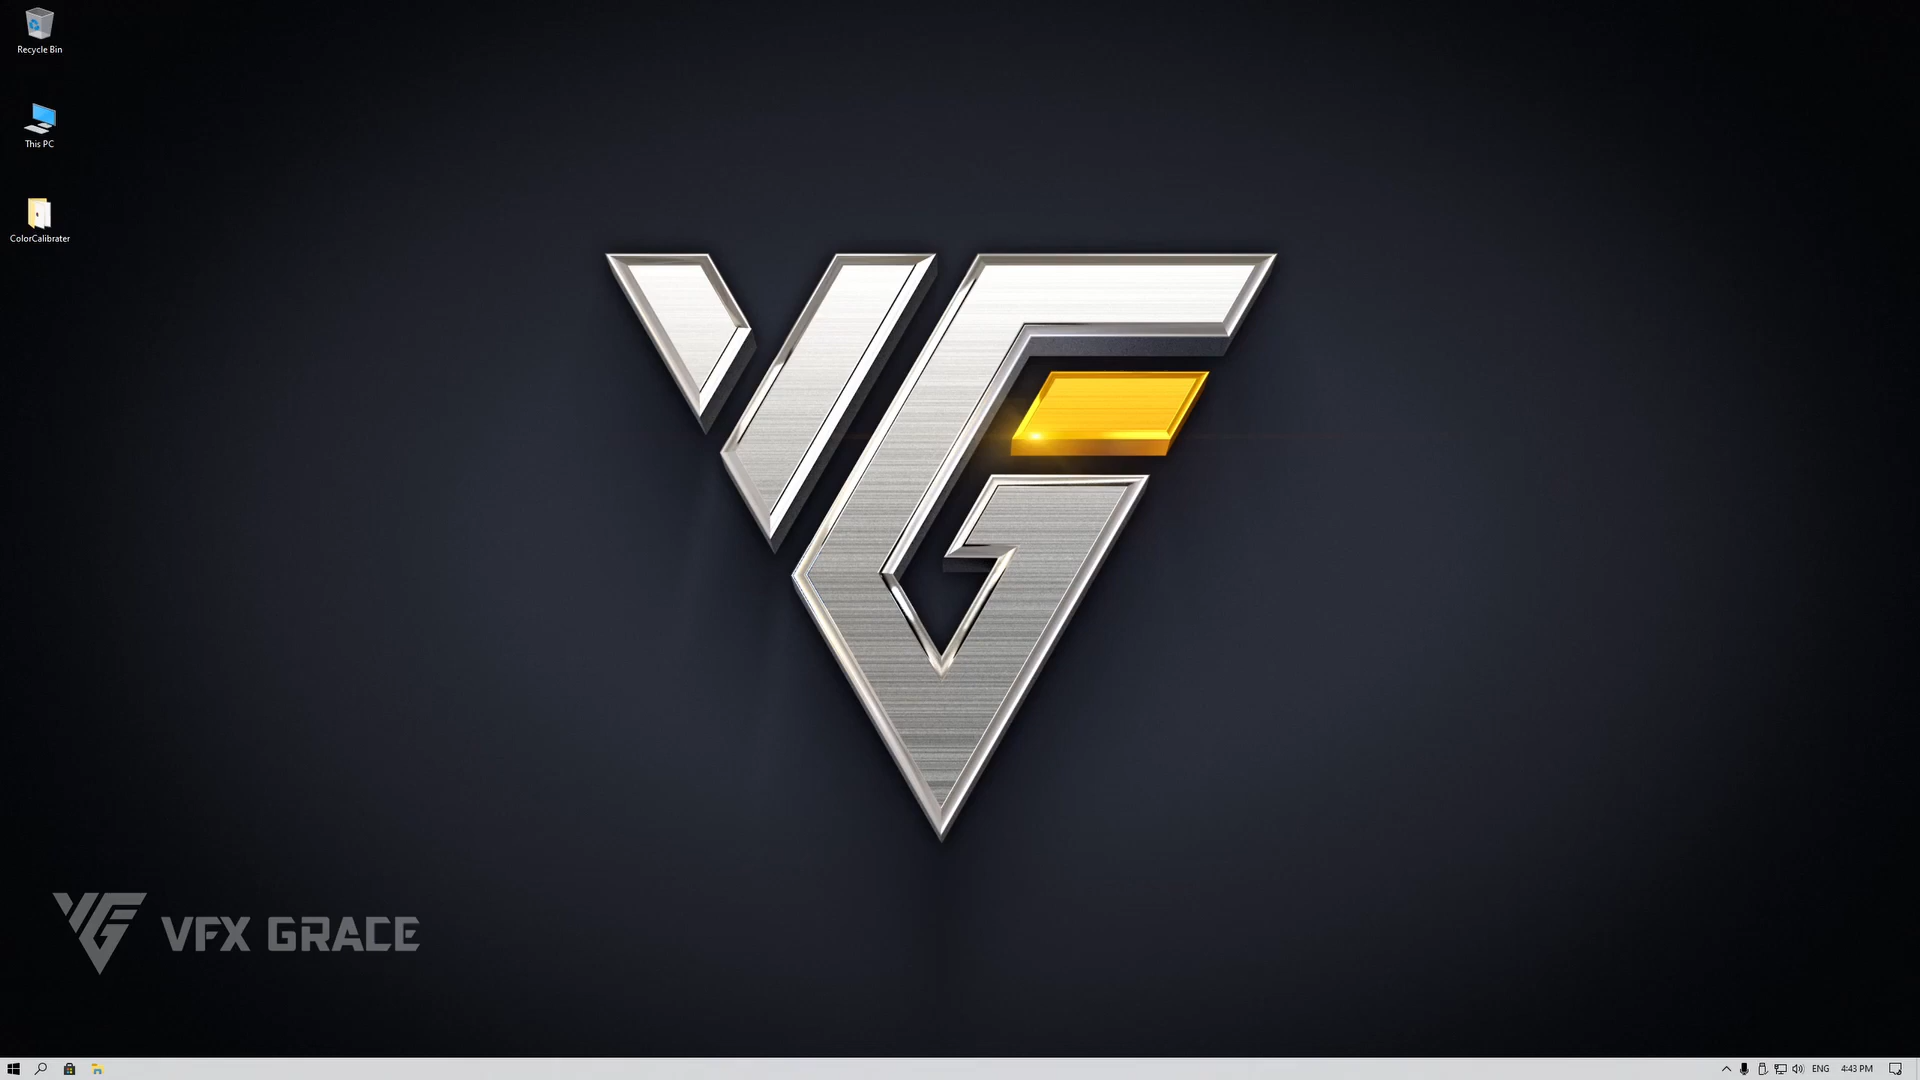 Recycle Bin
This PC
ColorCalibrater
VFX GRACE
ENG
4:43 PM